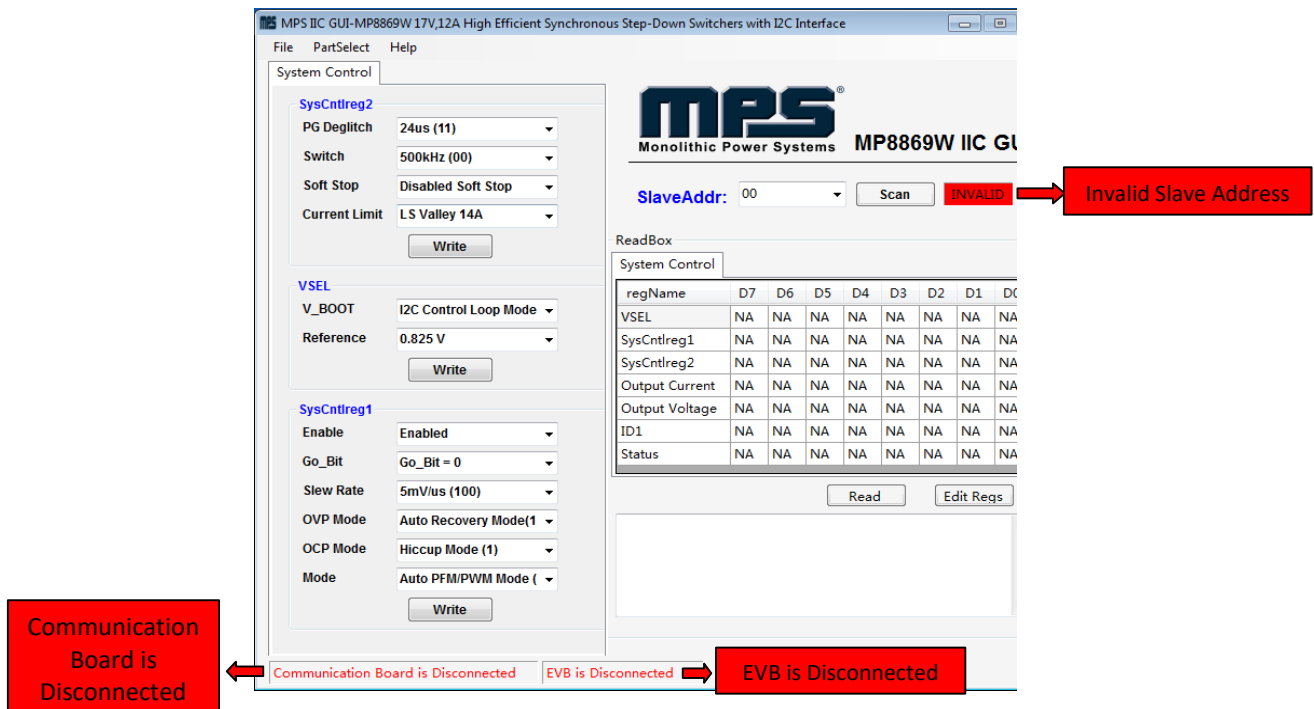 MPS IIC GUI-MP8869W 17V,12A High Efficient Synchronous Step-Down Switchers with I2C Interface
File PartSelect Help
System Control
SysCntlreg2
PG Deglitch 24us (11)
Switch 500kHz (00)
Soft Stop Disabled Soft Stop
Current Limit LS Valley 14A
Write
VSEL
V_BOOT I2C Control Loop Mode
Reference 0.825 V
Write
SysCntlreg1
Enable Enabled
Go_Bit Go_Bit = 0
Slew Rate 5mV/us (100)
OVP Mode Auto Recovery Mode(1
OCP Mode Hiccup Mode (1)
Mode Auto PFM/PWM Mode (
Write
mps®
Monolithic Power Systems
MP8869W IIC GU
SlaveAddr: 00 Scan INVALID
Invalid Slave Address
ReadBox
System Control
regName D7 D6 D5 D4 D3 D2 D1 D0
VSEL NA NA NA NA NA NA NA NA
SysCntlreg1 NA NA NA NA NA NA NA NA
SysCntlreg2 NA NA NA NA NA NA NA NA
Output Current NA NA NA NA NA NA NA NA
Output Voltage NA NA NA NA NA NA NA NA
ID1 NA NA NA NA NA NA NA NA
Status NA NA NA NA NA NA NA NA
Read Edit Regs
Communication Board is Disconnected EVB is Disconnected
Communication
Board is
Disconnected
EVB is Disconnected